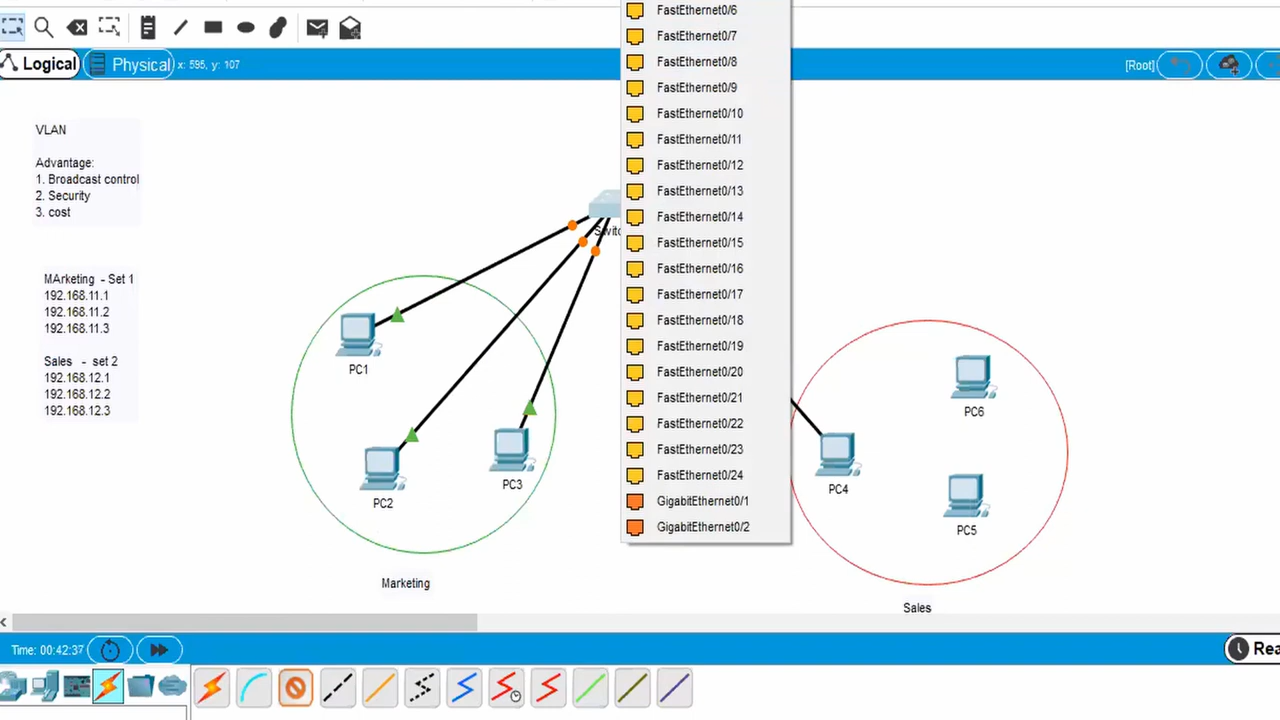 FastEthernet0/6
FastEthernet0/7
FastEthernet0/8
FastEthernet0/9
FastEthernet0/10
FastEthernet0/11
FastEthernet0/12
FastEthernet0/13
FastEthernet0/14
FastEthernet0/15
FastEthernet0/16
FastEthernet0/17
FastEthernet0/18
FastEthernet0/19
FastEthernet0/20
FastEthernet0/21
FastEthernet0/22
FastEthernet0/23
FastEthernet0/24
GigabitEthernet0/1
GigabitEthernet0/2
Logical
Physical
x: 595, y: 107
[Root]
VLAN
Advantage:
1. Broadcast control
2. Security
3. cost
MArketing - Set 1
192.168.11.1
192.168.11.2
192.168.11.3
Sales - set 2
192.168.12.1
192.168.12.2
192.168.12.3
PC1
PC2
PC3
Marketing
PC6
PC4
PC5
Sales
Time: 00:42:37